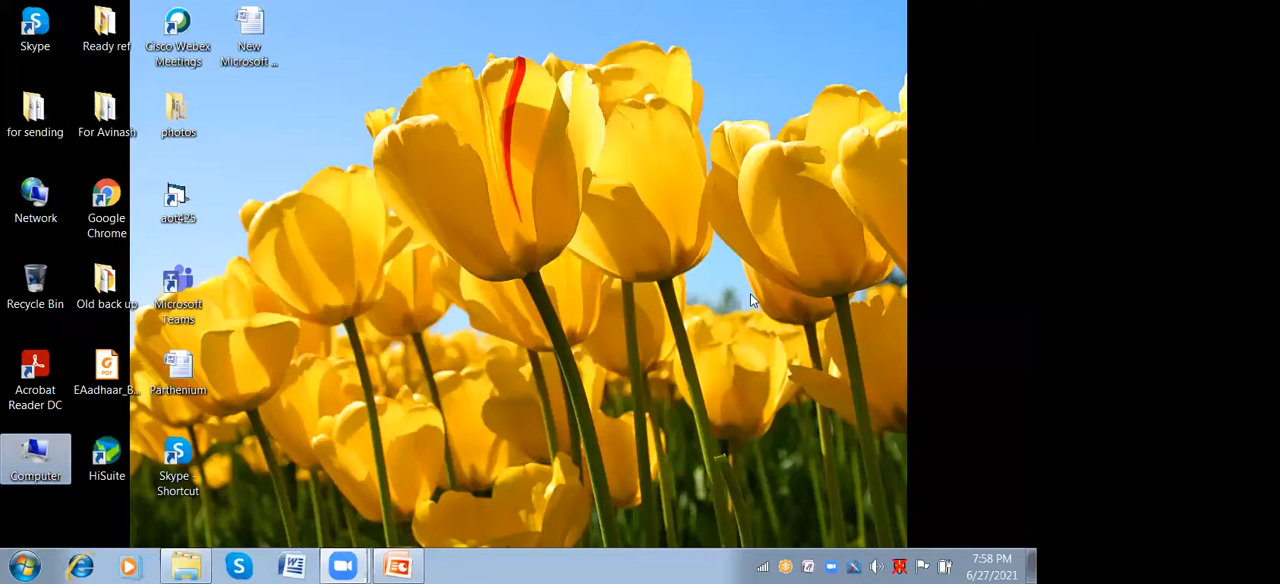 Skype
Ready ref
Cisco Webex
Meetings
New
Microsoft ...
for sending
For Avinash
photos
Network
Google
Chrome
aot425
Recycle Bin
Old back up
Microsoft
Teams
Acrobat
Reader DC
EAadhaar_B...
Parthenium
Computer
HiSuite
Skype -
Shortcut
7:58 PM
6/27/2021